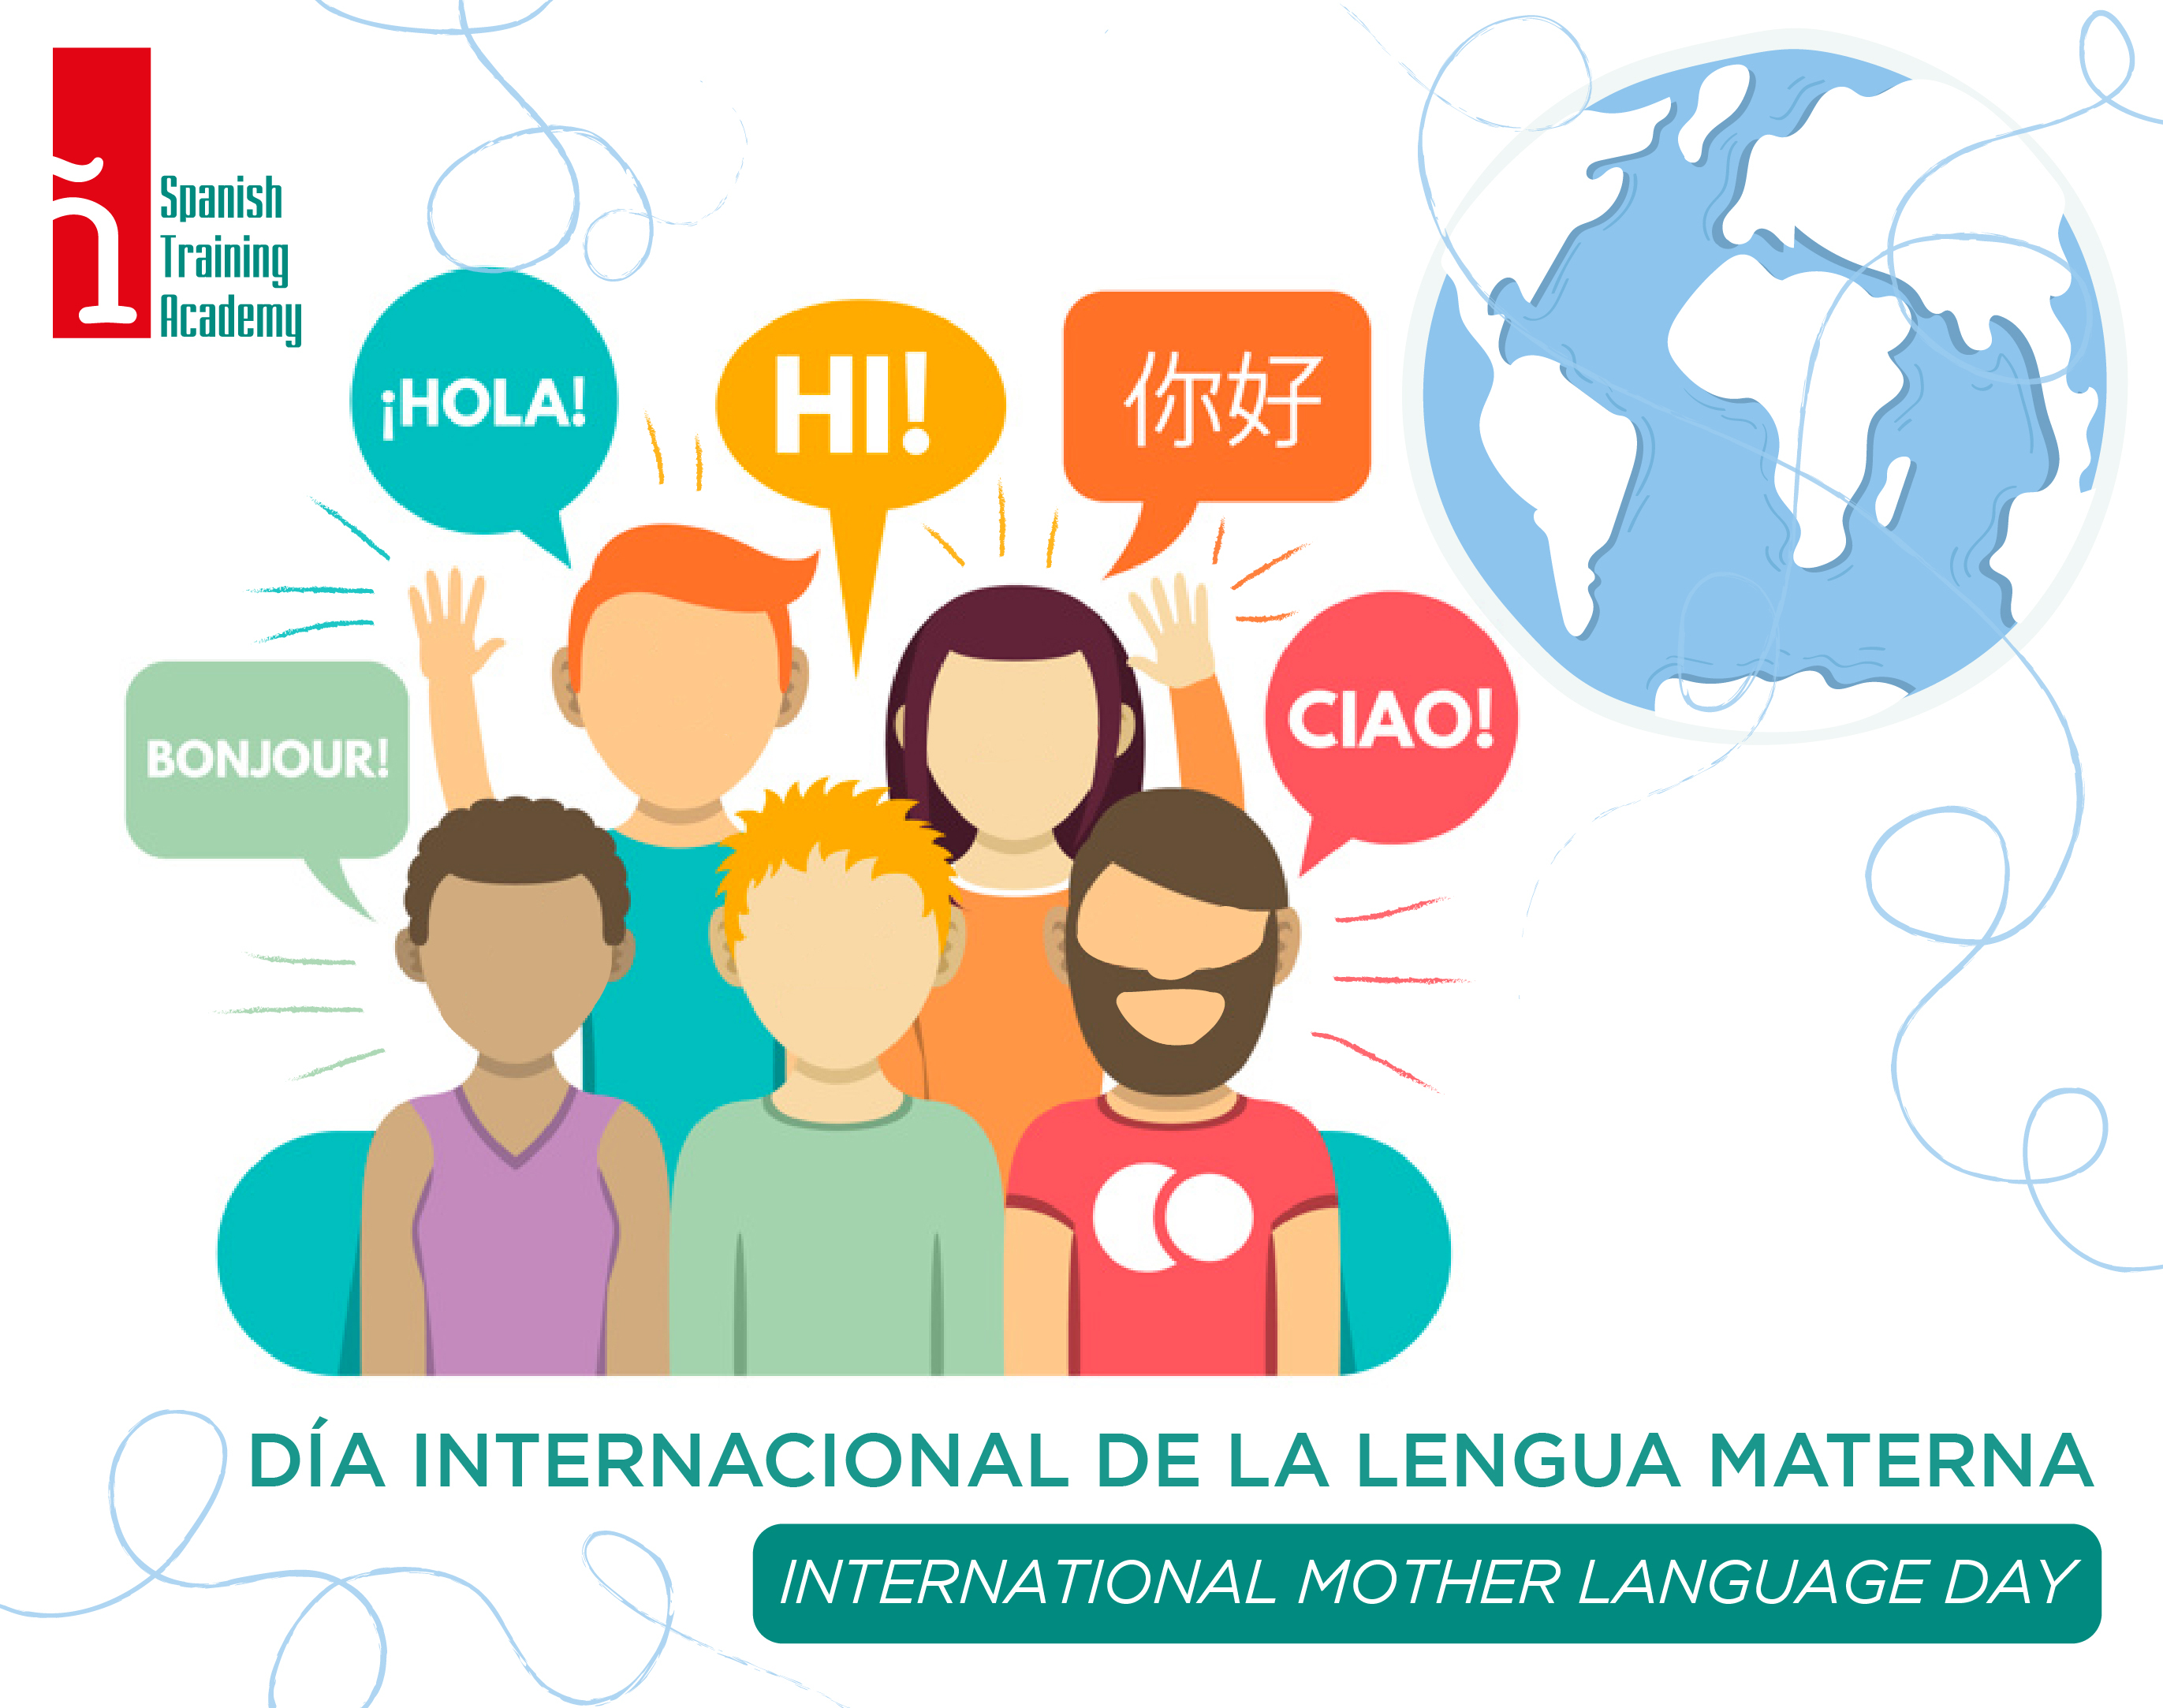 Spanish
Training
Academy
¡HOLA!
HI!
你好
BONJOUR!
CIAO!
DÍA INTERNACIONAL DE LA LENGUA MATERNA
INTERNATIONAL MOTHER LANGUAGE DAY